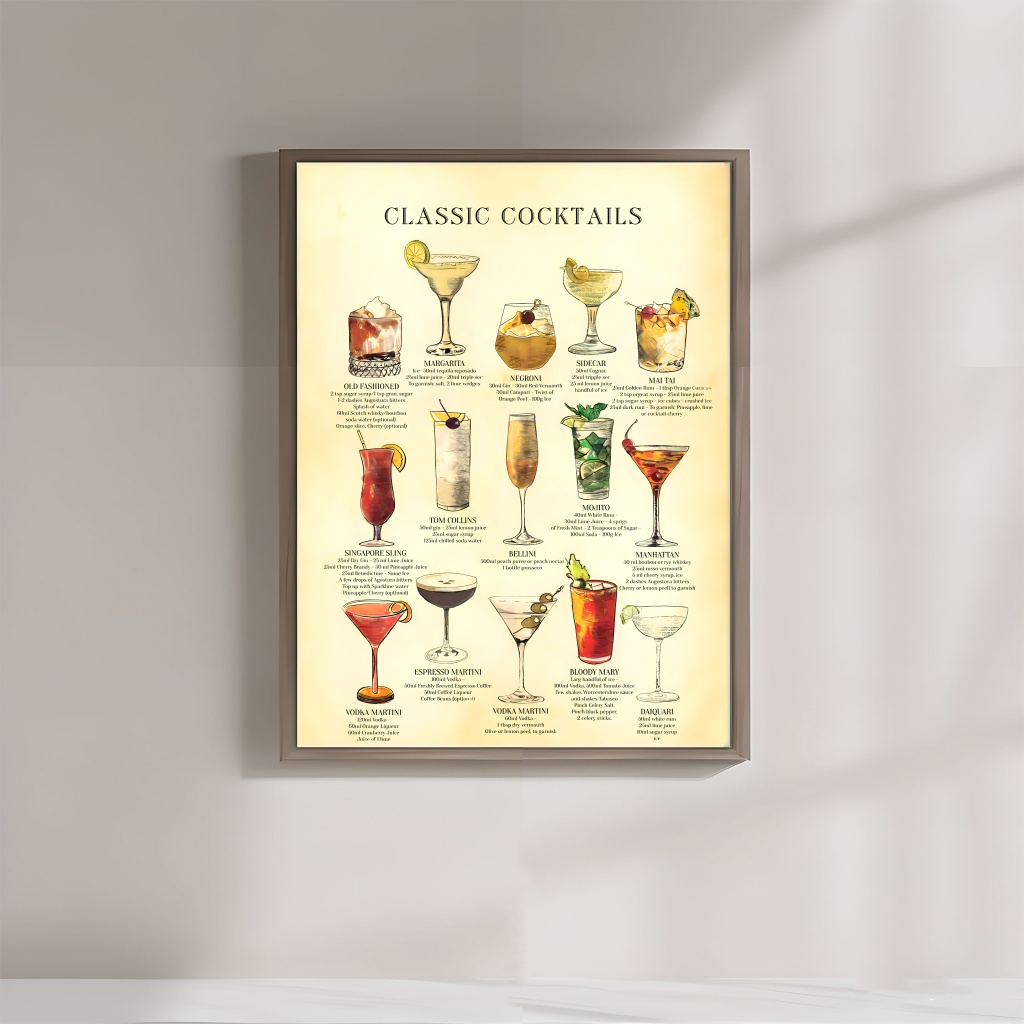 CLASSIC COCKTAILS
OLD FASHIONED
2 tsp sugar syrup/1 tsp gran. sugar
1-2 dashes Angostura bitters
Splash of water
60ml Scotch whisky/bourbon
soda water (optional)
Orange slice, Cherry (optional)
MARGARITA
Ice- 50ml tequila reposado
25ml lime juice - 20ml triple sec
To garnish: salt, 2 lime wedges
NEGRONI
30ml Gin - 30ml Red Vermouth
30ml Campari - Twist of
Orange Peel - 100g Ice
SIDECAR
50ml Cognac
25ml tripple sec
25 ml lemon juice
handful of ice
MAI TAI
25ml Golden Rum - 1 tbsp Orange
2 tsp orgeat syrup - 25ml lime juice
2 tsp sugar syrup - ice cubes - crushed ice
25ml dark rum - To garnish: Pineapple, lime
or cocktail cherry
SINGAPORE SLING
25ml Dry Gin - 25 ml Lime Juice
25ml Cherry Brandy - 50 ml Pineapple Juice
25ml Benedictine - Some Ice
A few drops of Agostura bitters
Top up with Sparkline water
Pineapple/Cherry (optional)
TOM COLLINS
50ml gin - 25ml lemon juice
25ml sugar syrup
125ml chilled soda water
BELLINI
500ml peach puree or peach nectar
1 bottle prosseco
MOJITO
40ml White Rum -
30ml Lime Juice - 4 sprigs
of Fresh Mint - 2 Teaspoons of Sugar -
100ml Soda - 100g Ice
MANHATTAN
50 ml bourbon or rye whiskey
25ml rosso vermouth
5 ml cherry syrup, ice
2 dashes Angostura bitters
Cherry or lemon peell to garnish
VODKA MARTINI
120ml Vodka -
60ml Orange Liqueur
60ml Cranberry Juice
Juice of 1 lime
ESPRESSO MARTINI
100ml Vodka -
50ml Freshly Brewed Espresso Coffee
50ml Coffee Liqueur
Coffee Beans (optional)
VODKA MARTINI
60ml Vodka -
1 tbsp dry vermouth
Olive or lemon peel, to garnish
BLOODY MARY
Larg handful of ice -
100ml Vodka, 500ml Tomato Juice
Few shakes Worcestershire sauce
and shakes Tabasco
Pinch Celery Salt,
Pinch black pepper,
2 celery sticks.
DAIQUARI
50ml white rum
25ml lime juice
10ml sugar syrup
ice